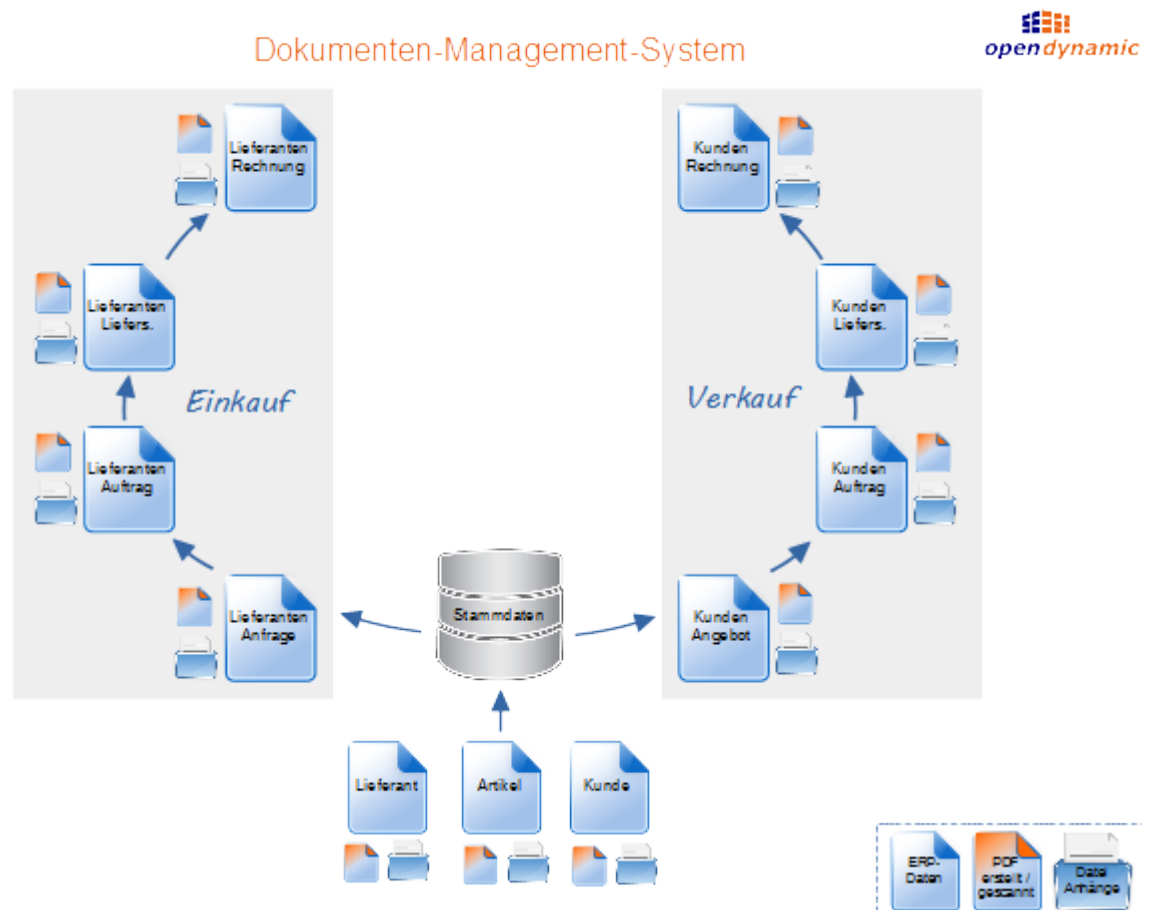 Dokumenten-Management-System
opendynamic
Lieferanten
Rechnung
Lieferanten
Liefers.
Einkauf
Lieferanten
Auftrag
Lieferanten
Anfrage
Kunden
Rechnung
Kunden
Liefers.
Verkauf
Kunden
Auftrag
Kunden
Angebot
Stammdaten
Lieferant
Artikel
Kunde
ERP-
Daten
PDF
erstellt /
gescannt
Datei
Anhänge